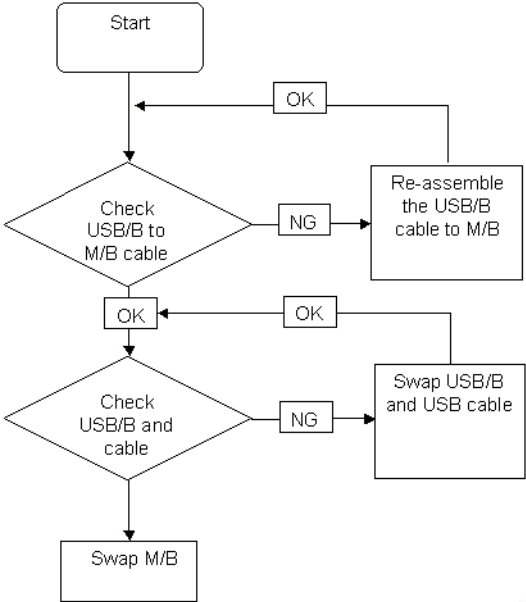 Start
OK
Check
USB/B to
M/B cable
NG
Re-assemble
the USB/B
cable to M/B
OK
OK
Check
USB/B and
cable
NG
Swap USB/B
and USB cable
Swap M/B